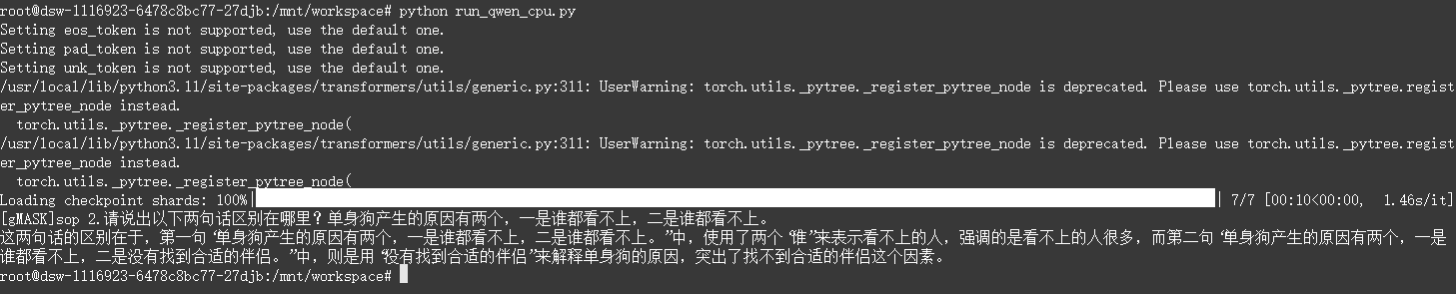 root@dsw-1116923-6478c8bc77-27djb:/mnt/workspace# python run_qwen_cpu.py
Setting eos_token is not supported, use the default one.
Setting pad_token is not supported, use the default one.
Setting unk_token is not supported, use the default one.
/usr/local/lib/python3.11/site-packages/transformers/utils/generic.py:311: UserWarning: torch.utils._pytree._register_pytree_node is deprecated. Please use torch.utils._pytree.regist
er_pytree_node instead.
  torch.utils._pytree._register_pytree_node(
/usr/local/lib/python3.11/site-packages/transformers/utils/generic.py:311: UserWarning: torch.utils._pytree._register_pytree_node is deprecated. Please use torch.utils._pytree.regist
er_pytree_node instead.
  torch.utils._pytree._register_pytree_node(
Loading checkpoint shards: 100%|██████████| 7/7 [00:10<00:00,  1.46s/it]
[gMASK]sop 2.请说出以下两句话区别在哪里？单身狗产生的原因有两个，一是谁都看不上，二是谁都看不上。
这两句话的区别在于，第一句“单身狗产生的原因有两个，一是谁都看不上，二是谁都看不上。”中，使用了两个“谁”来表示看不上的人，强调的是看不上的人很多，而第二句“单身狗产生的原因有两个，一是
谁都看不上，二是没有找到合适的伴侣。”中，则是用“没有找到合适的伴侣”来解释单身狗的原因，突出了找不到合适的伴侣这个因素。
root@dsw-1116923-6478c8bc77-27djb:/mnt/workspace#